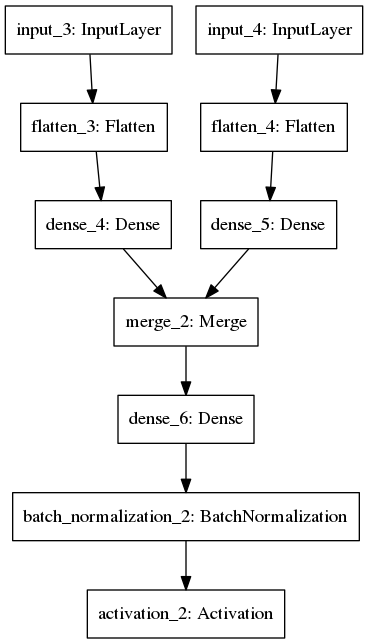 input_3: InputLayer
input_4: InputLayer
flatten_3: Flatten
flatten_4: Flatten
dense_4: Dense
dense_5: Dense
merge_2: Merge
dense_6: Dense
batch_normalization_2: BatchNormalization
activation_2: Activation